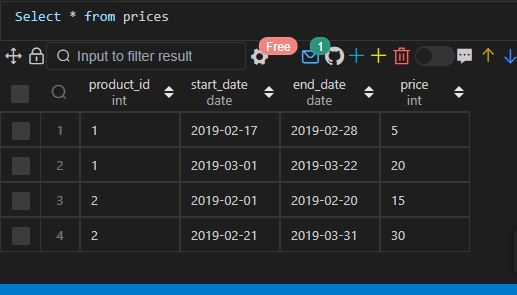 Select * from prices
Input to filter result Free 1
product_id start_date end_date price
int date date int
1 1 2019-02-17 2019-02-28 5
2 1 2019-03-01 2019-03-22 20
3 2 2019-02-01 2019-02-20 15
4 2 2019-02-21 2019-03-31 30